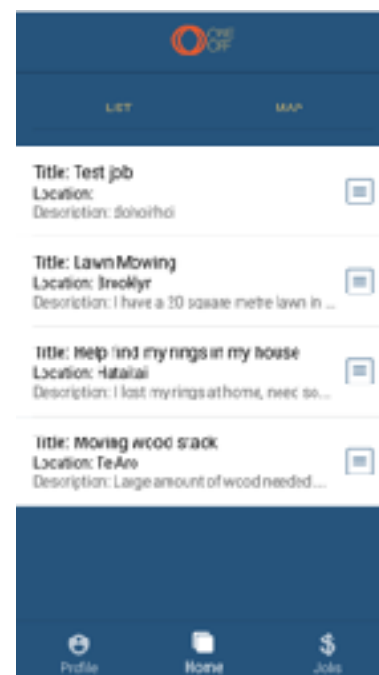 ONE
OFF
LIST
MAP
Title: Test job
Location:
Title: Lawn Mowing
Location: Brooklyn
Description: I have a 20 square metre lawn in ...
Title: Help find my rings in my house
Location: Hataitai
Description: I lost my rings at home, need so...
Title: Moving wood stack
Location: Te Aro
Description: Large amount of wood needed ...
Profile
Home
Jobs